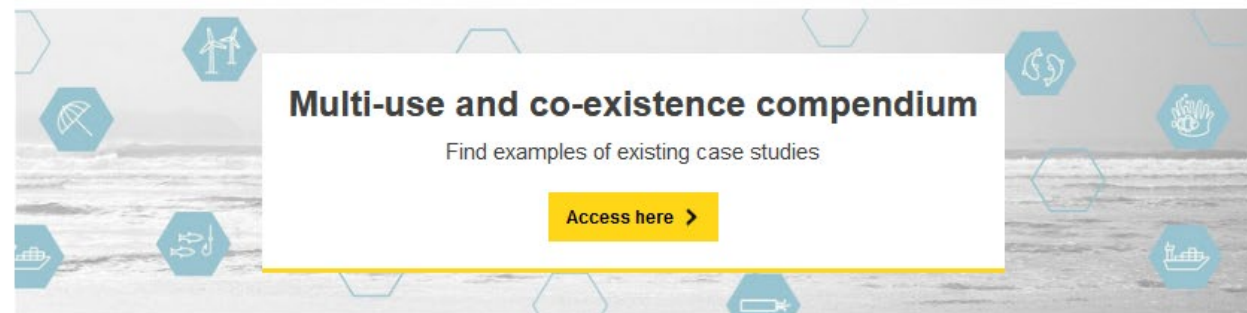 Multi-use and co-existence compendium
Find examples of existing case studies
Access here